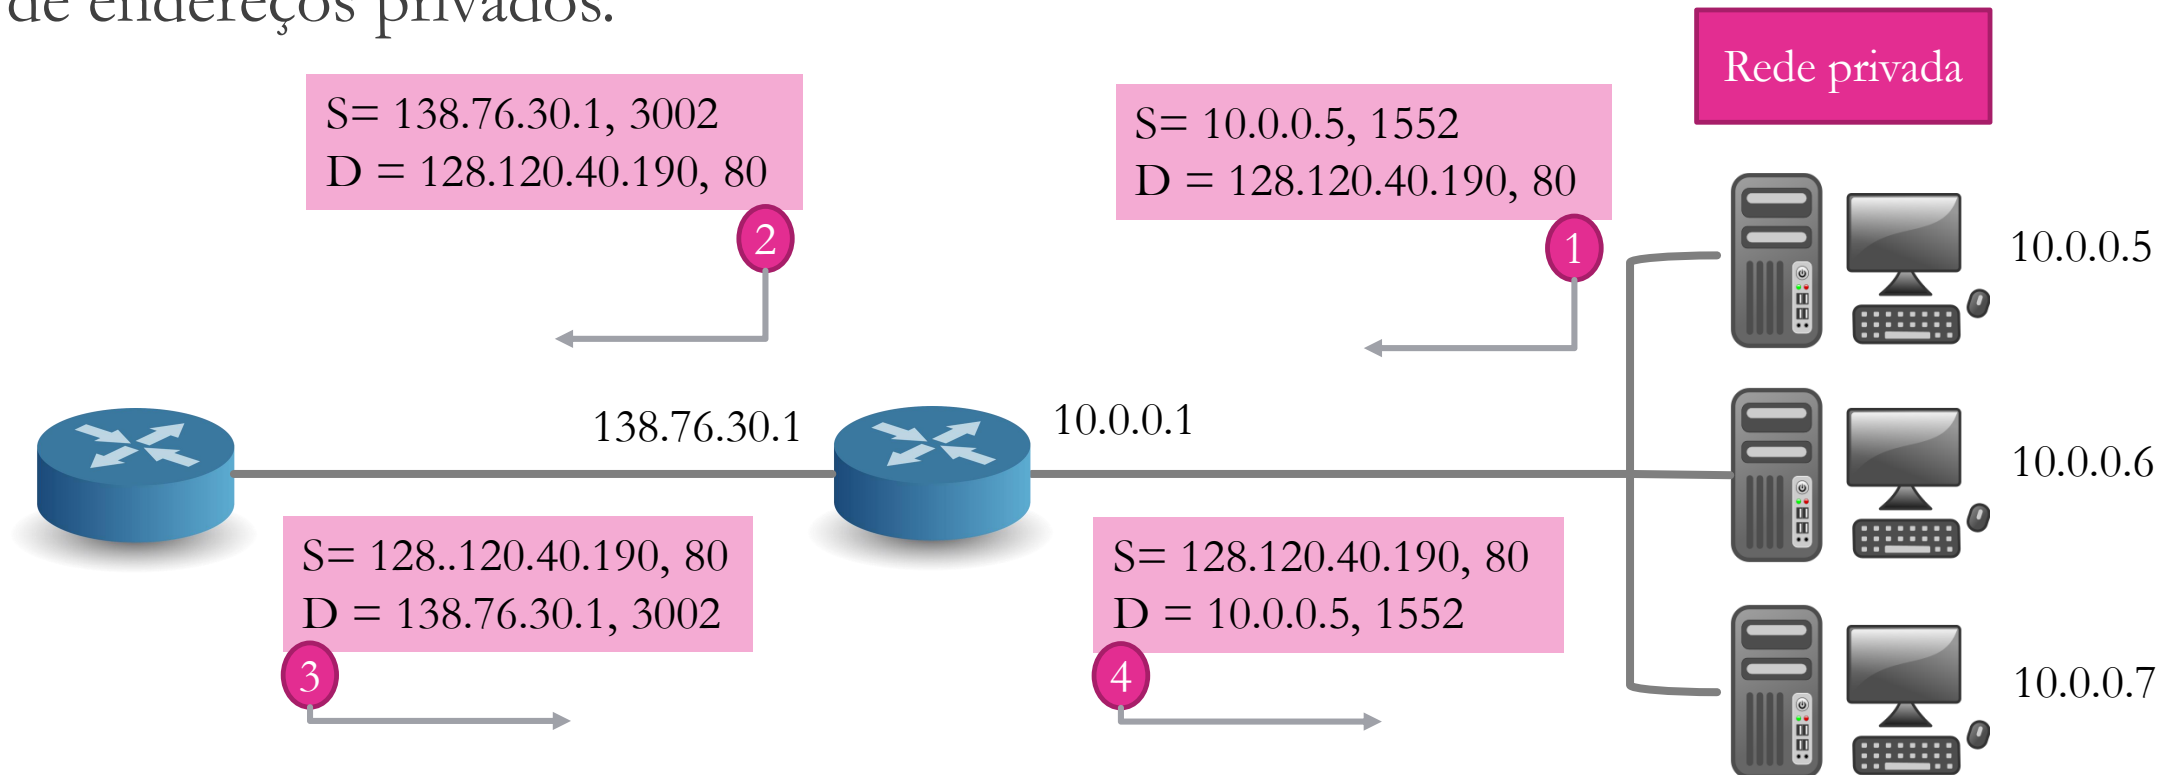 de endereços privados.
Rede privada
S= 138.76.30.1, 3002
D = 128.120.40.190, 80
2
S= 10.0.0.5, 1552
D = 128.120.40.190, 80
1
10.0.0.5
138.76.30.1
10.0.0.1
10.0.0.6
S= 128..120.40.190, 80
D = 138.76.30.1, 3002
3
S= 128.120.40.190, 80
D = 10.0.0.5, 1552
4
10.0.0.7